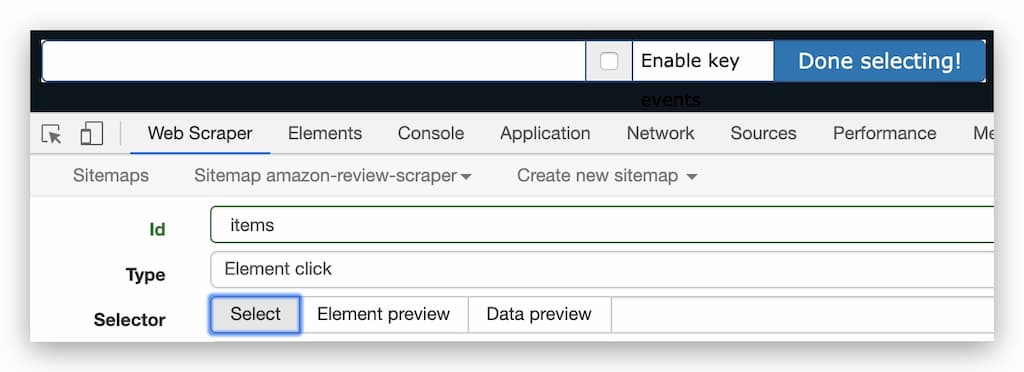 Enable key Done selecting!
events
Web Scraper Elements Console Application Network Sources Performance Me
Sitemaps Sitemap amazon-review-scraper Create new sitemap
Id items
Type Element click
Selector Select Element preview Data preview